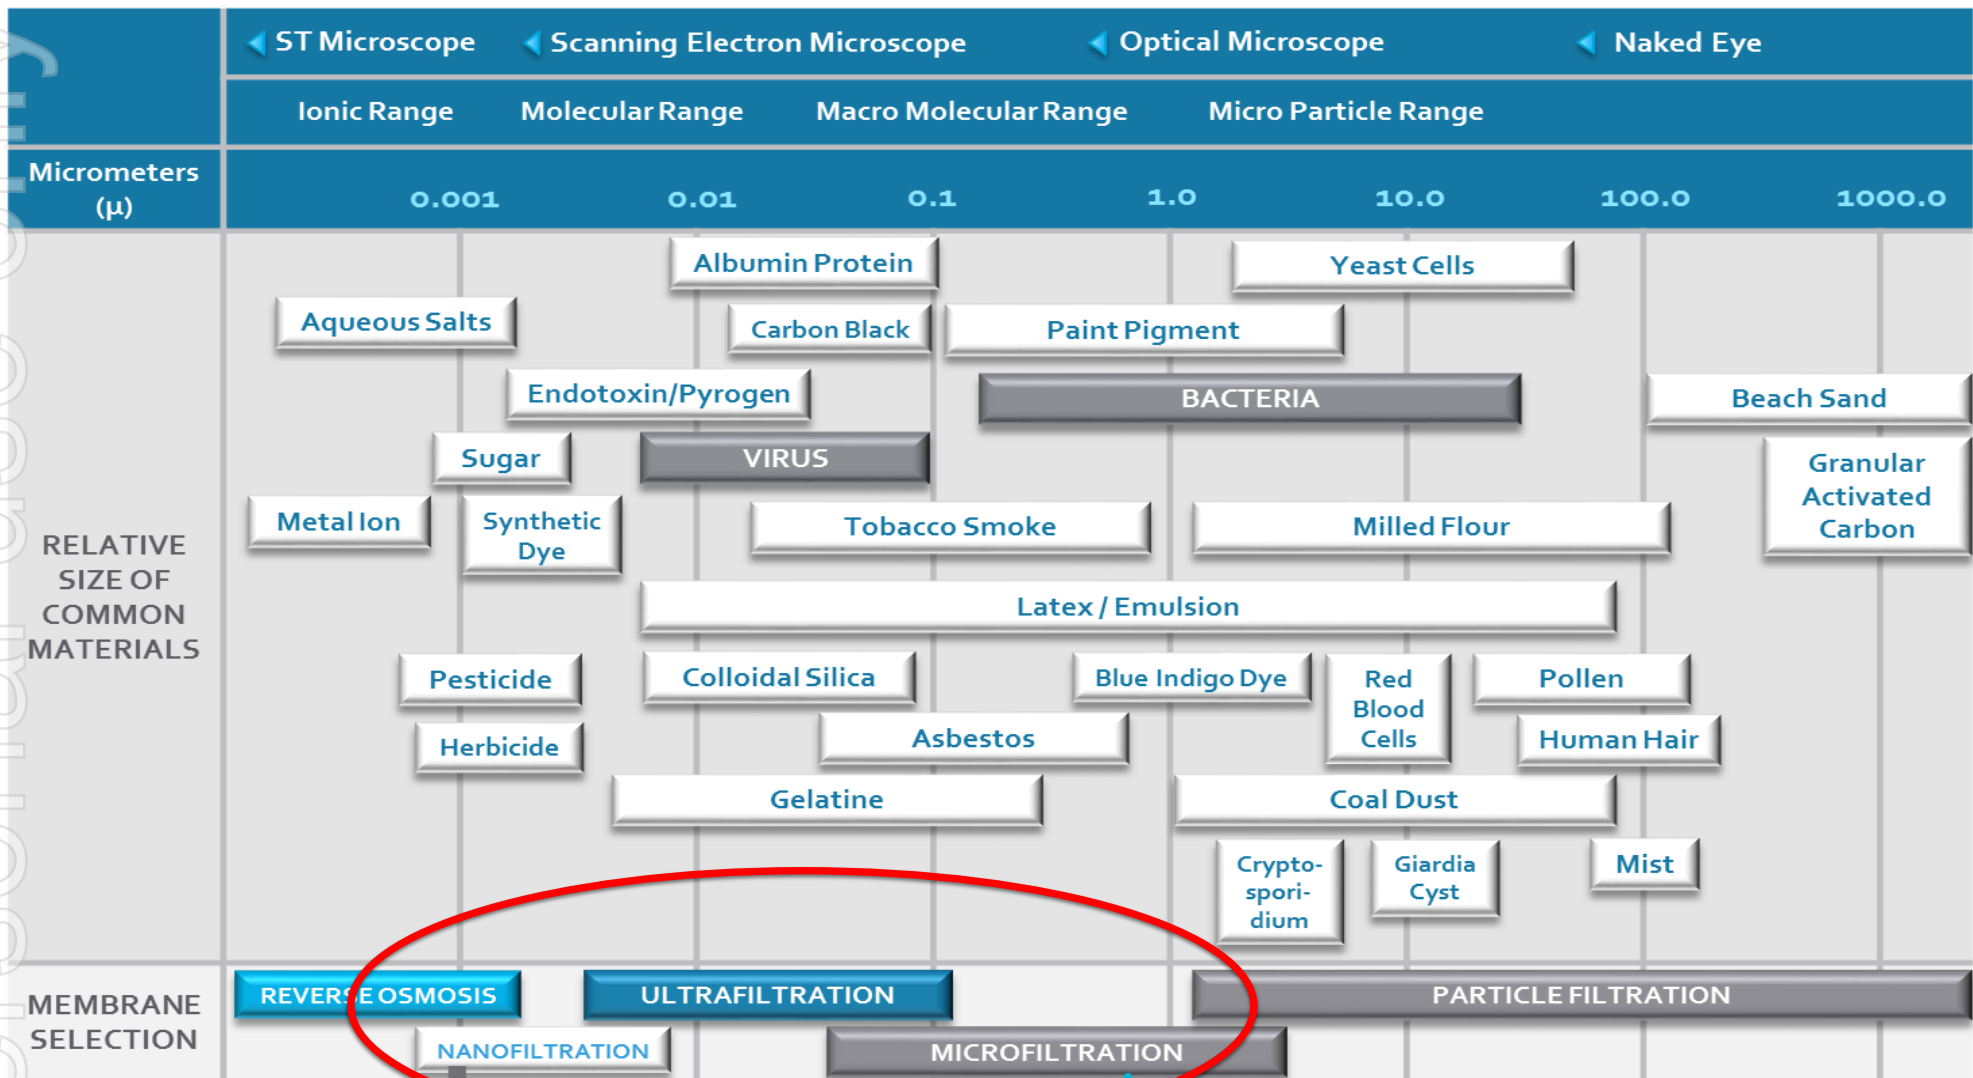 ST Microscope
Scanning Electron Microscope
Optical Microscope
Naked Eye
Ionic Range
Molecular Range
Macro Molecular Range
Micro Particle Range
Micrometers
(µ)
0.001
0.01
0.1
1.0
10.0
100.0
1000.0
RELATIVE
SIZE OF
COMMON
MATERIALS
Albumin Protein
Yeast Cells
Aqueous Salts
Carbon Black
Paint Pigment
Endotoxin/Pyrogen
BACTERIA
Beach Sand
Sugar
VIRUS
Granular
Activated
Carbon
Metal Ion
Synthetic
Dye
Tobacco Smoke
Milled Flour
Latex / Emulsion
Pesticide
Colloidal Silica
Blue Indigo Dye
Red
Blood
Cells
Pollen
Herbicide
Asbestos
Human Hair
Gelatine
Coal Dust
Crypto-
spori-
dium
Giardia
Cyst
Mist
MEMBRANE
SELECTION
REVERSE OSMOSIS
ULTRAFILTRATION
PARTICLE FILTRATION
NANOFILTRATION
MICROFILTRATION